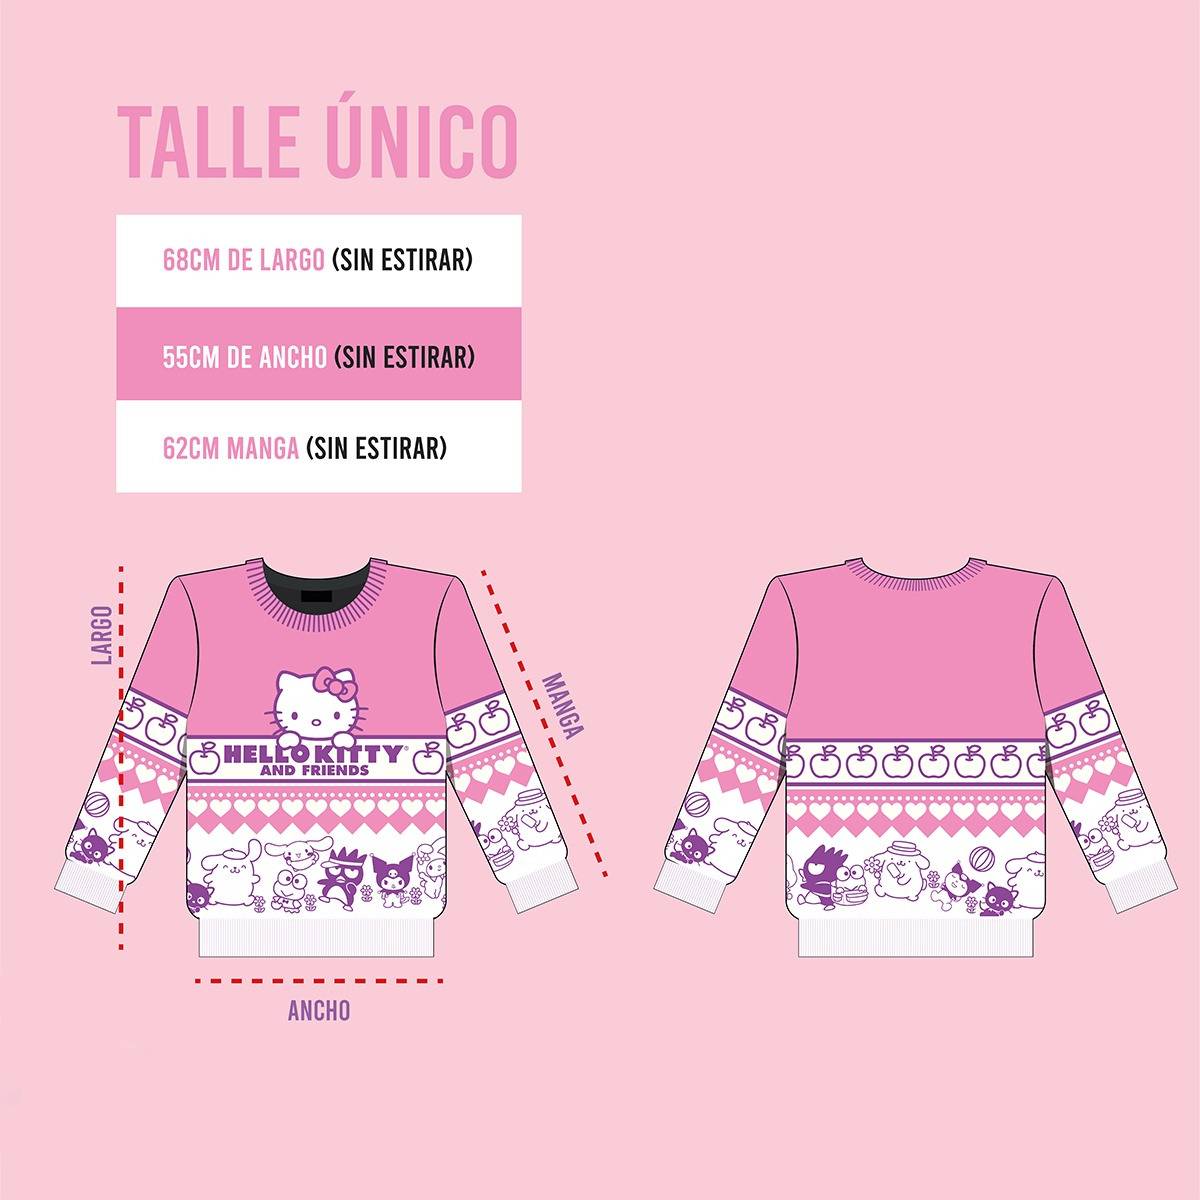 TALLE ÚNICO
68CM DE LARGO (SIN ESTIRAR)
55CM DE ANCHO (SIN ESTIRAR)
62CM MANGA (SIN ESTIRAR)
LARGO
MANGA
HELLO KITTY®
AND FRIENDS
ANCHO